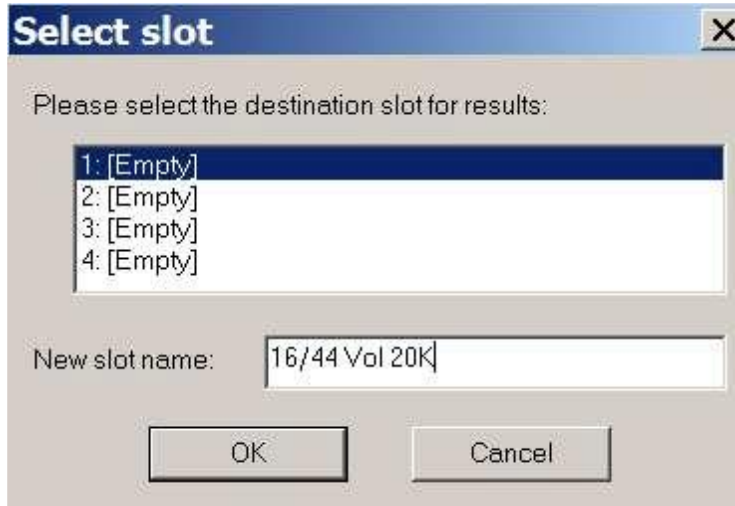 Select slot
Please select the destination slot for results:
1: [Empty]
2: [Empty]
3: [Empty]
4: [Empty]
New slot name: 16/44 Vol 20K
OK Cancel